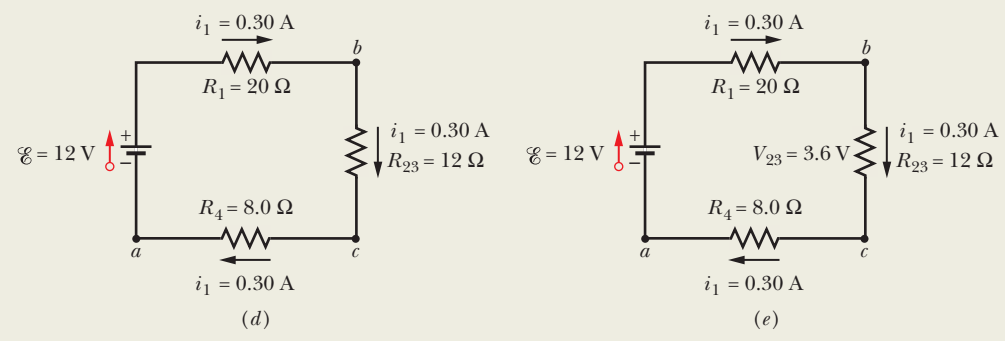 i1 = 0.30 A
b
R1 = 20 Ω
ℰ = 12 V
+
–
i1 = 0.30 A
R23 = 12 Ω
R4 = 8.0 Ω
a
c
i1 = 0.30 A
(d)
i1 = 0.30 A
b
R1 = 20 Ω
ℰ = 12 V
+
–
V23 = 3.6 V
i1 = 0.30 A
R23 = 12 Ω
R4 = 8.0 Ω
a
c
i1 = 0.30 A
(e)